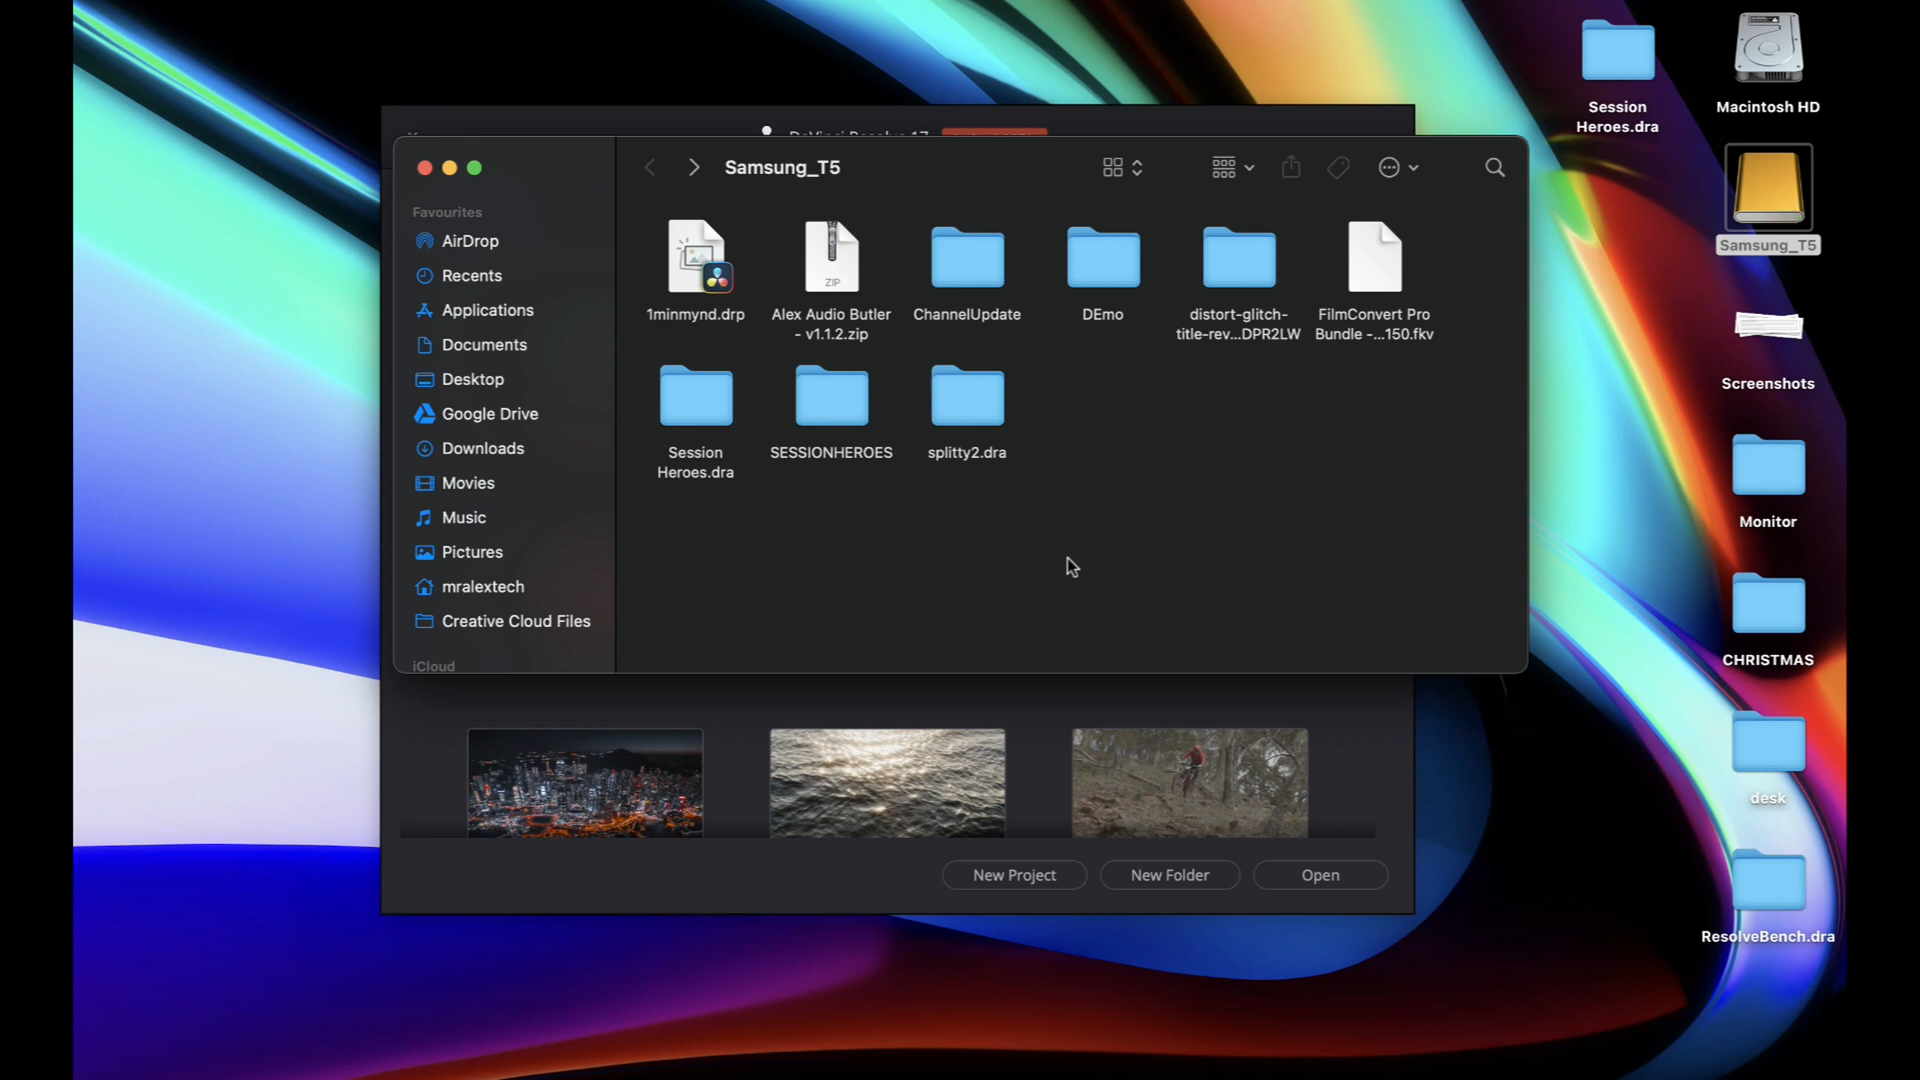 DaVinci Resolve 17
Samsung_T5
Favourites
AirDrop
Recents
Applications
Documents
Desktop
Google Drive
Downloads
Movies
Music
Pictures
mralextech
Creative Cloud Files
iCloud
1minmynd.drp
ZIP
Alex Audio Butler
- v1.1.2.zip
ChannelUpdate
DEmo
distort-glitch-
title-rev...DPR2LW
FilmConvert Pro
Bundle -...150.fkv
Session
Heroes.dra
SESSIONHEROES
splitty2.dra
New Project
New Folder
Open
Session
Heroes.dra
Macintosh HD
Samsung_T5
Screenshots
Monitor
CHRISTMAS
desk
ResolveBench.dra